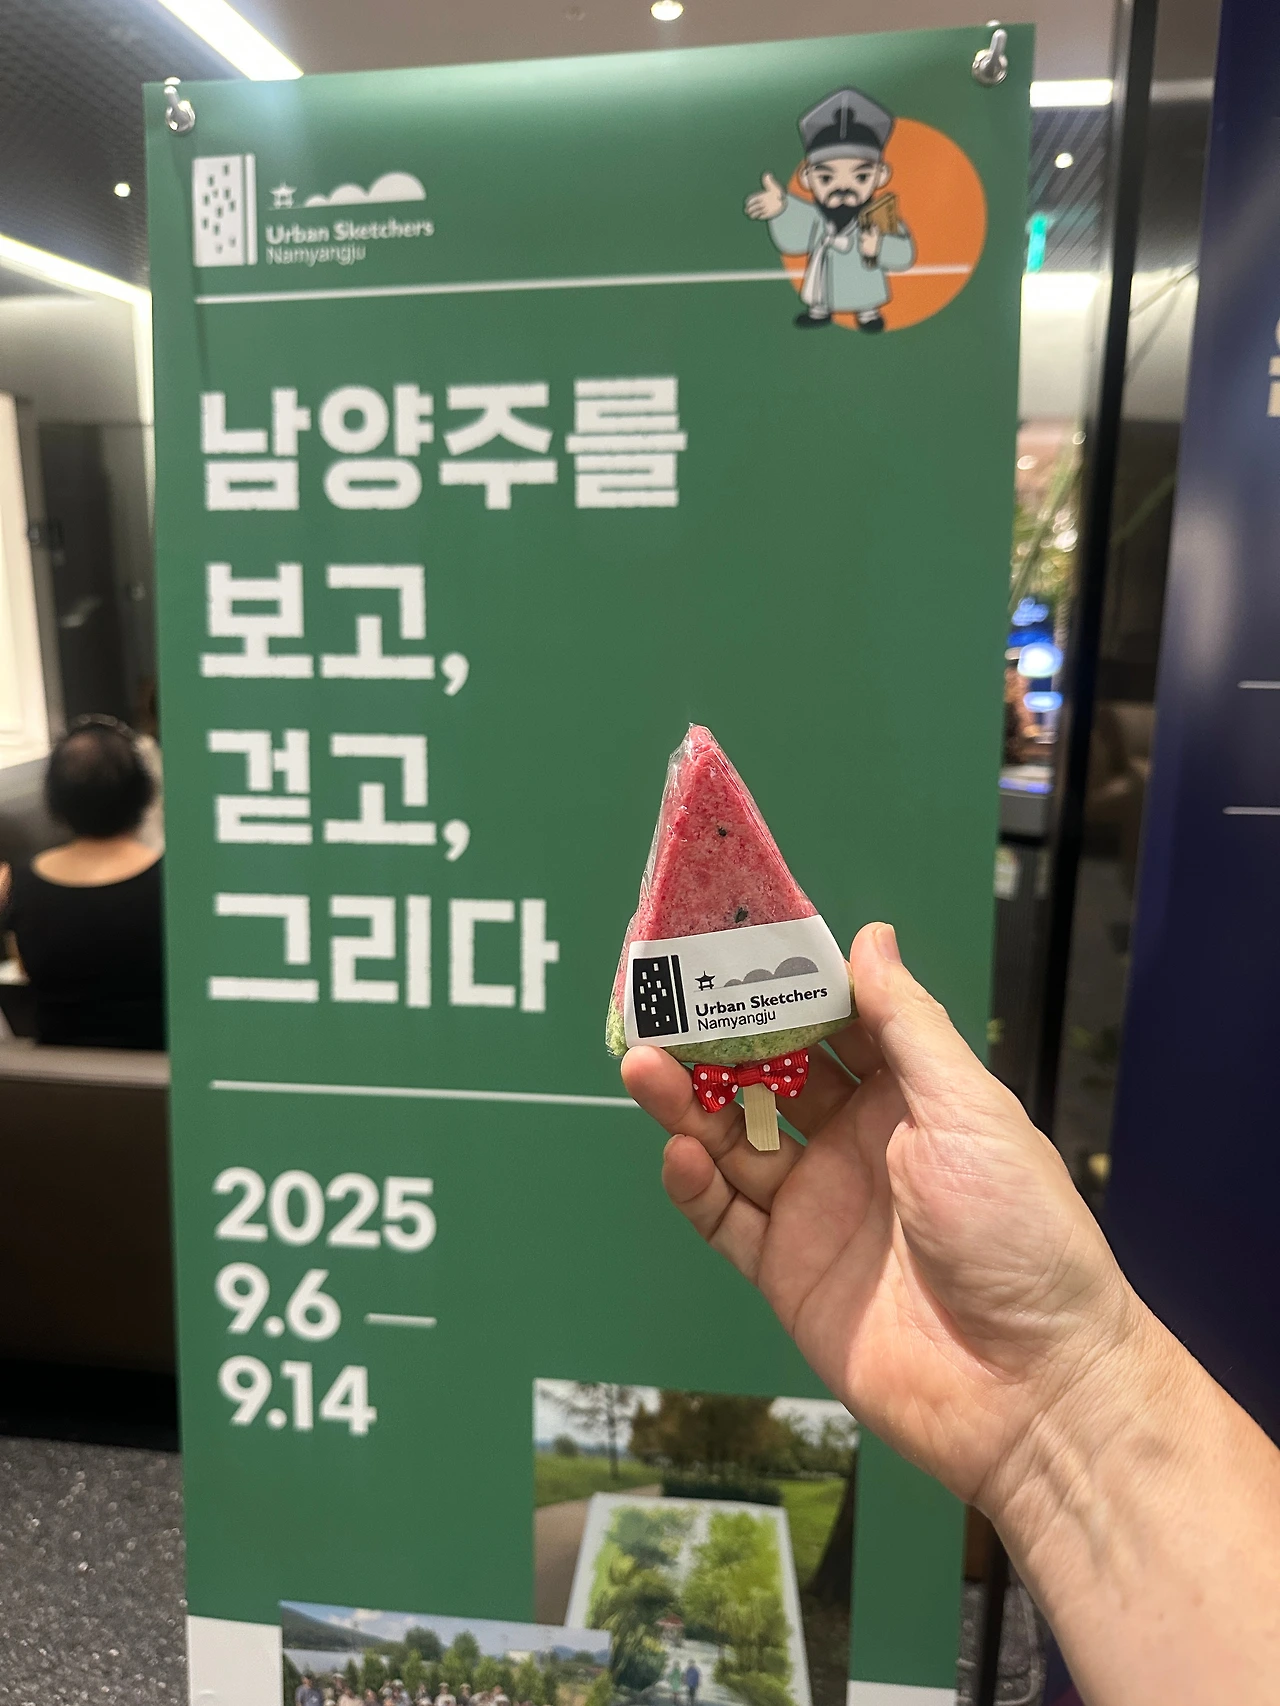 Urban Sketchers
Namyangju
남양주를
보고,
걷고,
그리다
Urban Sketchers
Namyangju
2025
9.6 —
9.14